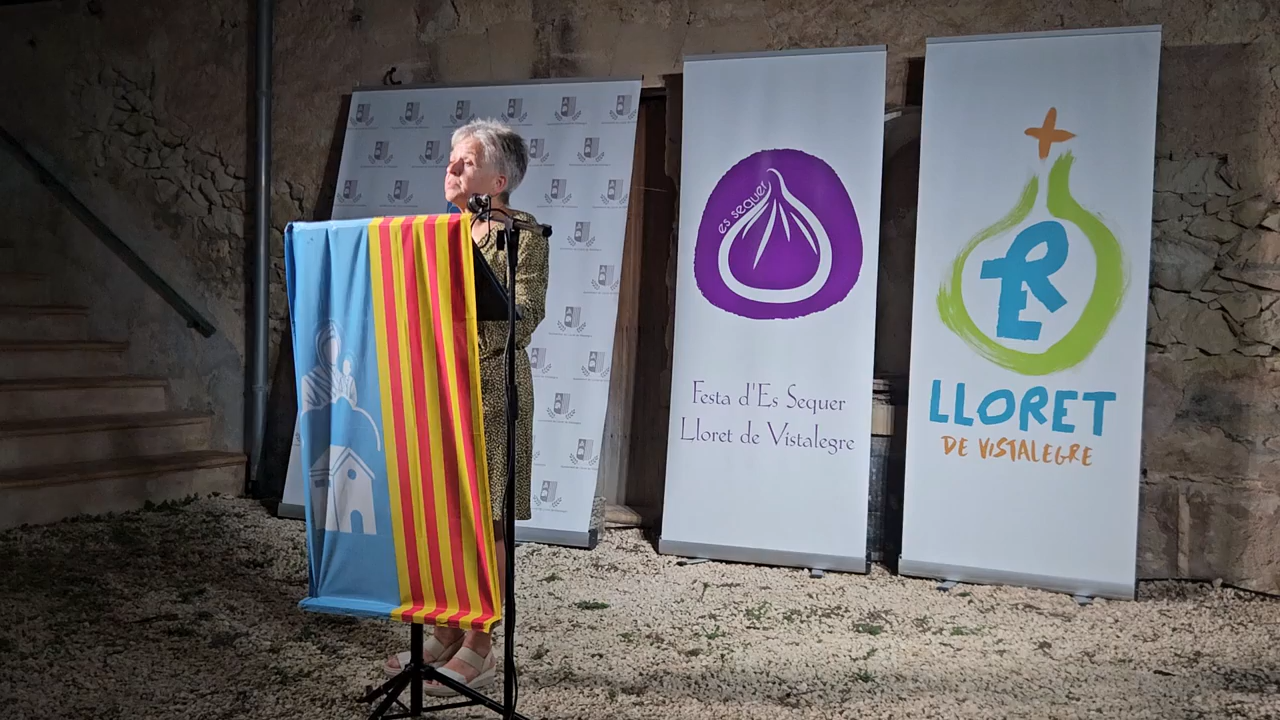 es sequer
Festa d'Es Sequer
Lloret de Vistalegre
LLORET
DE VISTALEGRE